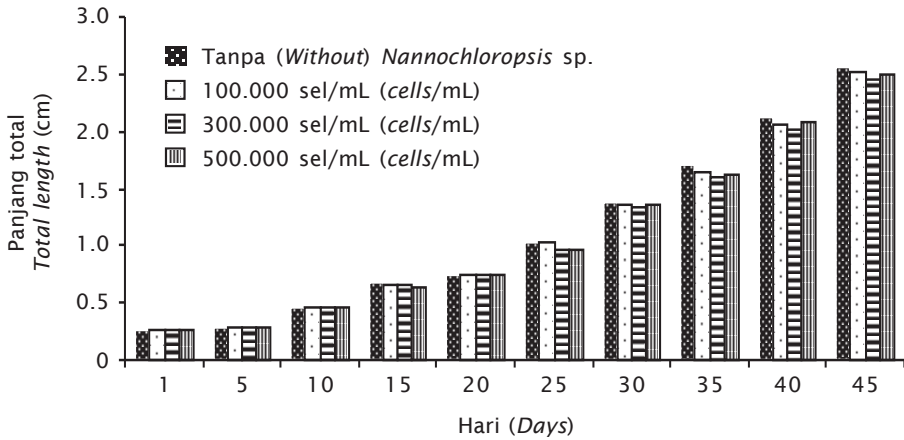 Panjang total
Total length (cm)
3.0
2.5
2.0
1.5
1.0
0.5
0
Tanpa (Without) Nannochloropsis sp.
100.000 sel/mL (cells/mL)
300.000 sel/mL (cells/mL)
500.000 sel/mL (cells/mL)
1 5 10 15 20 25 30 35 40 45
Hari (Days)